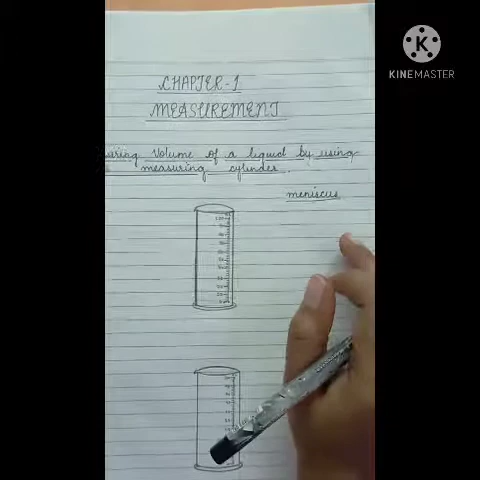 KINEMASTER
CHAPTER-1
MEASUREMENT
Volume of a liquid by using
measuring cylinder.
meniscus